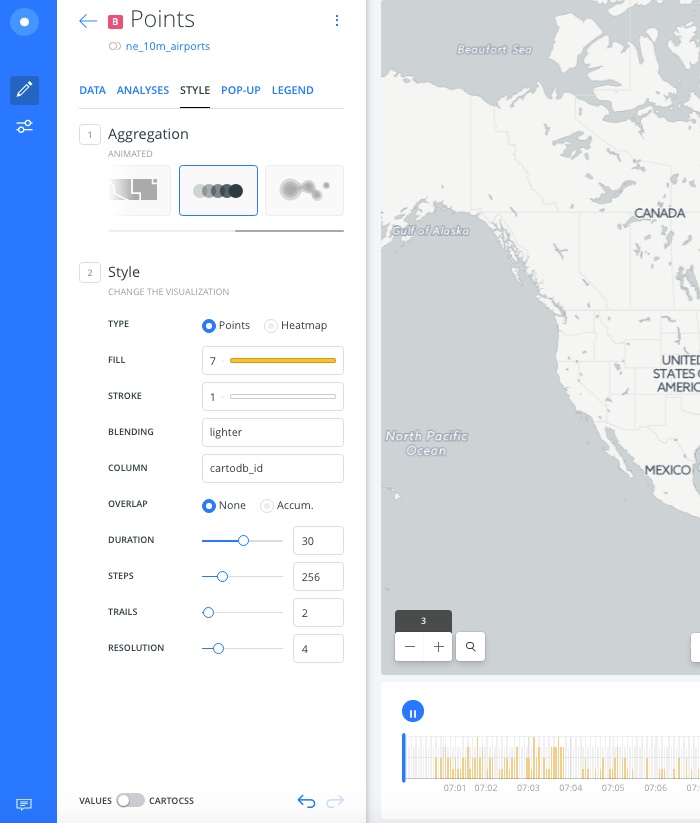 B Points
ne_10m_airports
DATA ANALYSES STYLE POP-UP LEGEND
1 Aggregation
ANIMATED
2 Style
CHANGE THE VISUALIZATION
TYPE Points Heatmap
FILL 7
STROKE 1
BLENDING lighter
COLUMN cartodb_id
OVERLAP None Accum.
DURATION 30
STEPS 256
TRAILS 2
RESOLUTION 4
VALUES CARTOCSS
Beaufort Sea
CANADA
Gulf of Alaska
UNITED
STATES
AMERIC
North Pacific
Ocean
MEXICO
3
07:01 07:02 07:03 07:04 07:05 07:06 07: